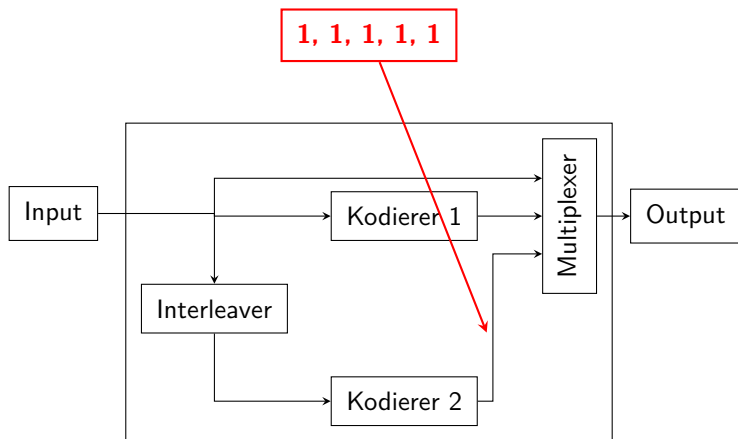 1, 1, 1, 1, 1
Input
Kodierer 1
Multiplexer
Output
Interleaver
Kodierer 2